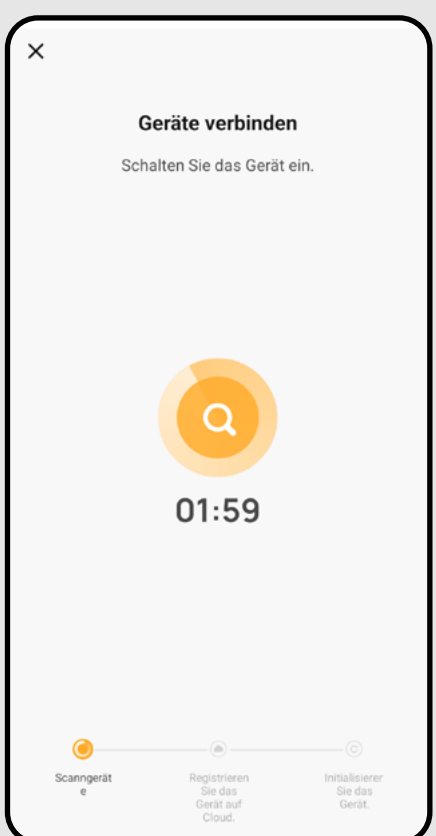 Geräte verbinden
Schalten Sie das Gerät ein.
01:59
Scanngerät
e
Registrieren
Sie das
Gerät auf
Cloud.
Initialisierer
Sie das
Gerät.